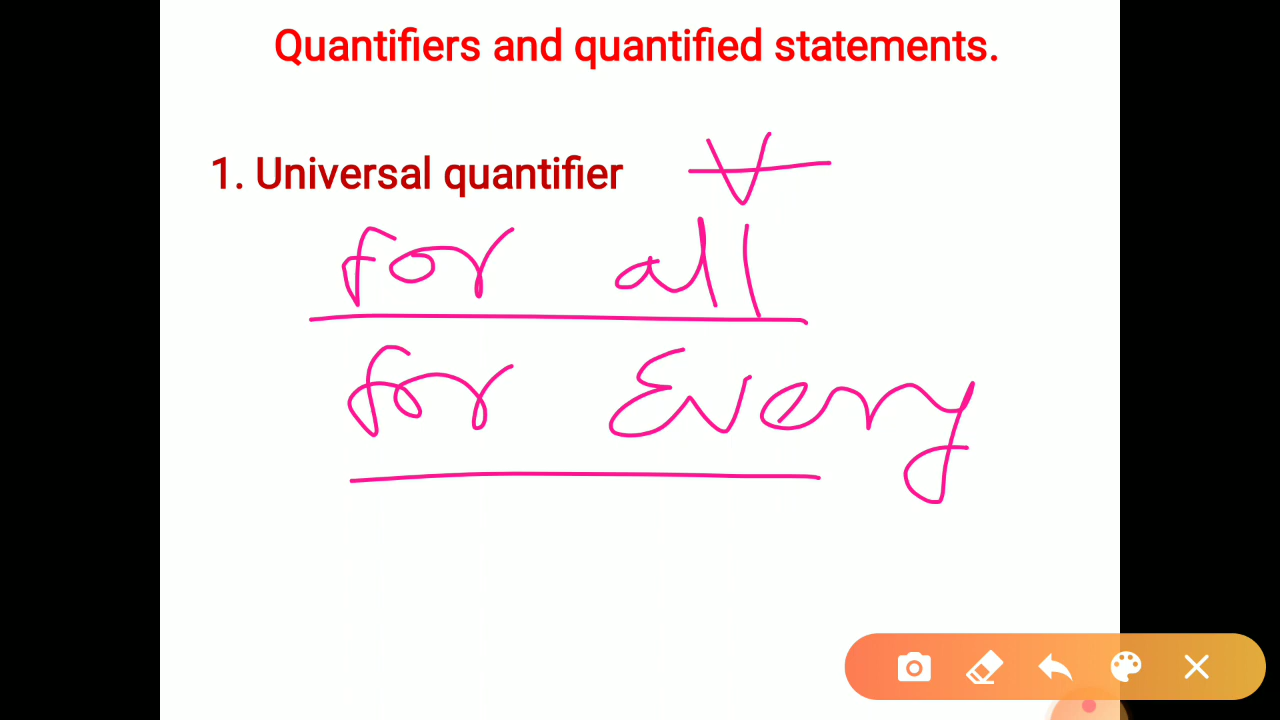 Quantifiers and quantified statements.
1. Universal quantifier ∀
for all
for Every